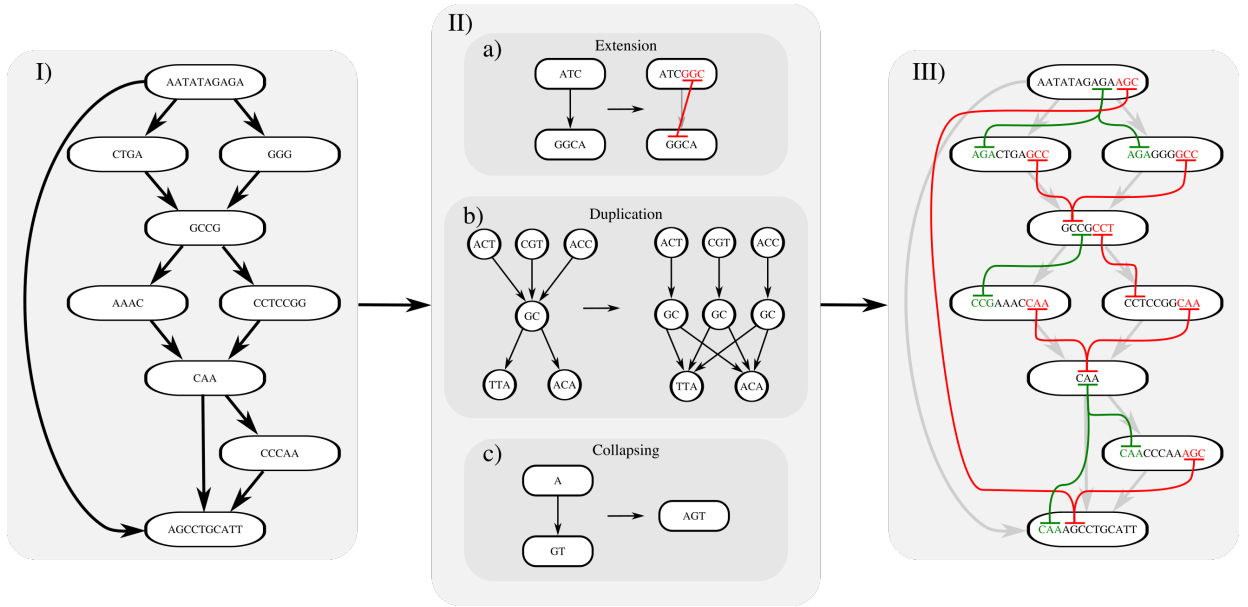 I)
AATATAGAGA
CTGA
GGG
GCCG
AAAC
CCTCCGG
CAA
CCCAA
AGCCTGCATT
II)
a)
Extension
ATC
ATCGGC
GGCA
GGCA
b)
Duplication
ACT
CGT
ACC
ACT
CGT
ACC
GC
GC
GC
GC
TTA
ACA
TTA
ACA
c)
Collapsing
A
AGT
GT
III)
AATATAGAGAAGC
AGACTGAGCC
AGAGGGGCC
GCCGCCT
CCGAAACCAA
CCTCCGGCAA
CAA
CAACCCAAAGC
CAAAGCCTGCATT